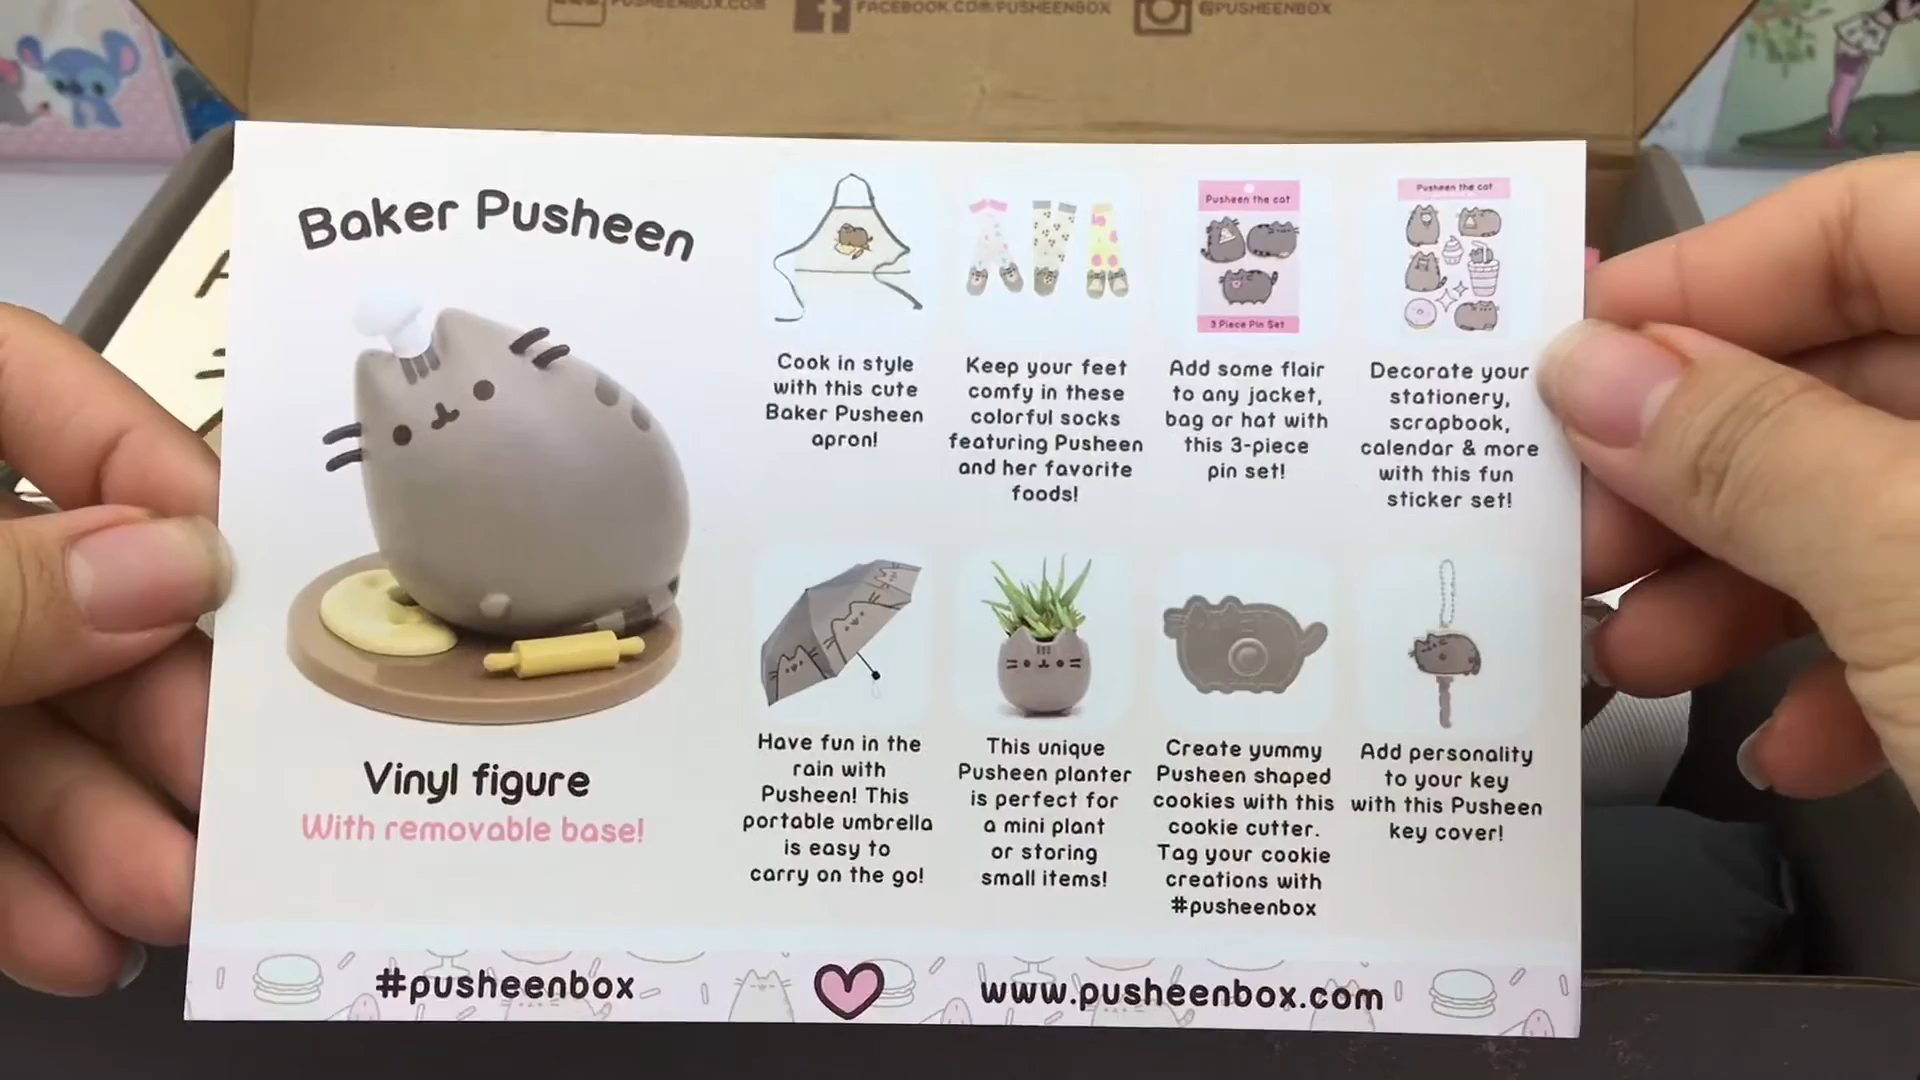 PUSHEENBOX.COM
FACEBOOK.COM/PUSHEENBOX
@PUSHEENBOX
Baker Pusheen
Vinyl figure
With removable base!
Cook in style
with this cute
Baker Pusheen
apron!
Keep your feet
comfy in these
colorful socks
featuring Pusheen
and her favorite
foods!
Pusheen the cat
3 Piece Pin Set
Add some flair
to any jacket,
bag or hat with
this 3-piece
pin set!
Pusheen the cat
Decorate your
stationery,
scrapbook,
calendar & more
with this fun
sticker set!
Have fun in the
rain with
Pusheen! This
portable umbrella
is easy to
carry on the go!
This unique
Pusheen planter
is perfect for
a mini plant
or storing
small items!
Create yummy
Pusheen shaped
cookies with this
cookie cutter.
Tag your cookie
creations with
#pusheenbox
Add personality
to your key
with this Pusheen
key cover!
#pusheenbox
www.pusheenbox.com